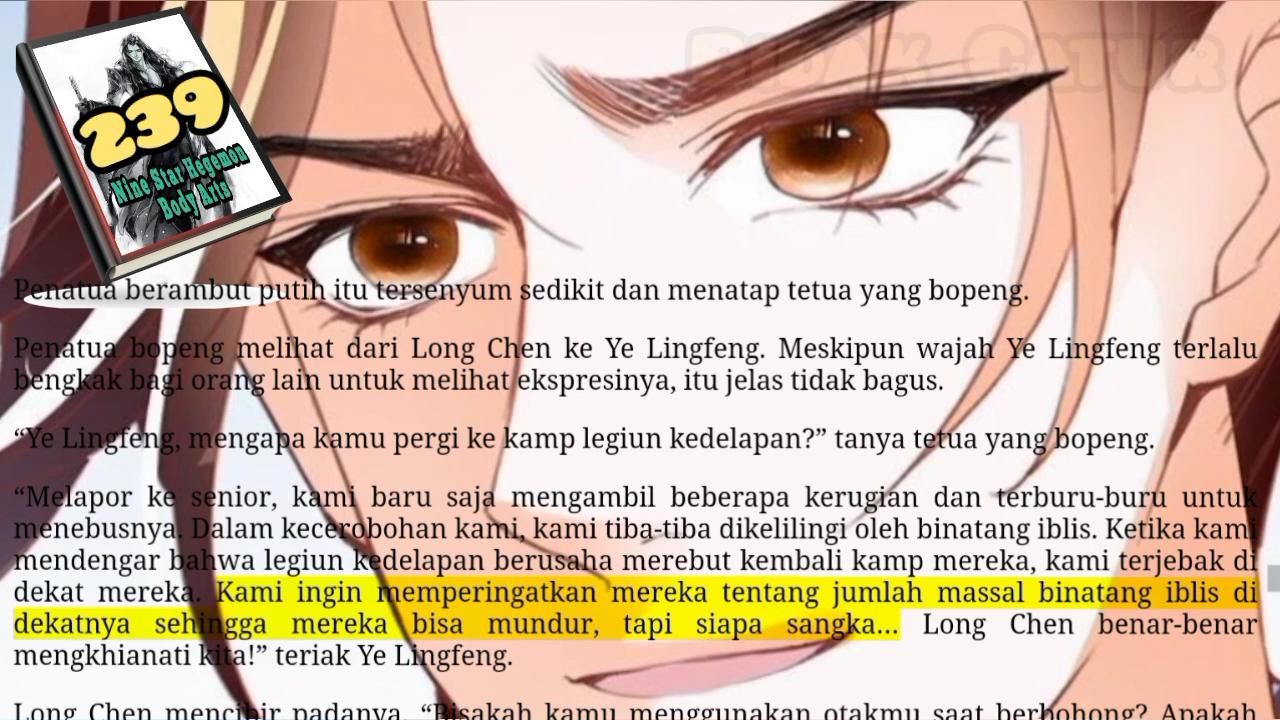 BIDAK CATUR
239
Nine Star Hegemon
Body Arts
Penatua berambut putih itu tersenyum sedikit dan menatap tetua yang bopeng.
Penatua bopeng melihat dari Long Chen ke Ye Lingfeng. Meskipun wajah Ye Lingfeng terlalu
bengkak bagi orang lain untuk melihat ekspresinya, itu jelas tidak bagus.
“Ye Lingfeng, mengapa kamu pergi ke kamp legiun kedelapan?” tanya tetua yang bopeng.
“Melapor ke senior, kami baru saja mengambil beberapa kerugian dan terburu-buru untuk
menebusnya. Dalam kecerobohan kami, kami tiba-tiba dikelilingi oleh binatang iblis. Ketika kami
mendengar bahwa legiun kedelapan berusaha merebut kembali kamp mereka, kami terjebak di
dekat mereka. Kami ingin memperingatkan mereka tentang jumlah massal binatang iblis di
dekatnya sehingga mereka bisa mundur, tapi siapa sangka... Long Chen benar-benar
mengkhianati kita!” teriak Ye Lingfeng.
Long Chen mencibir padanya. “Bisakah kamu menggunakan otakmu saat berbohong? Apakah